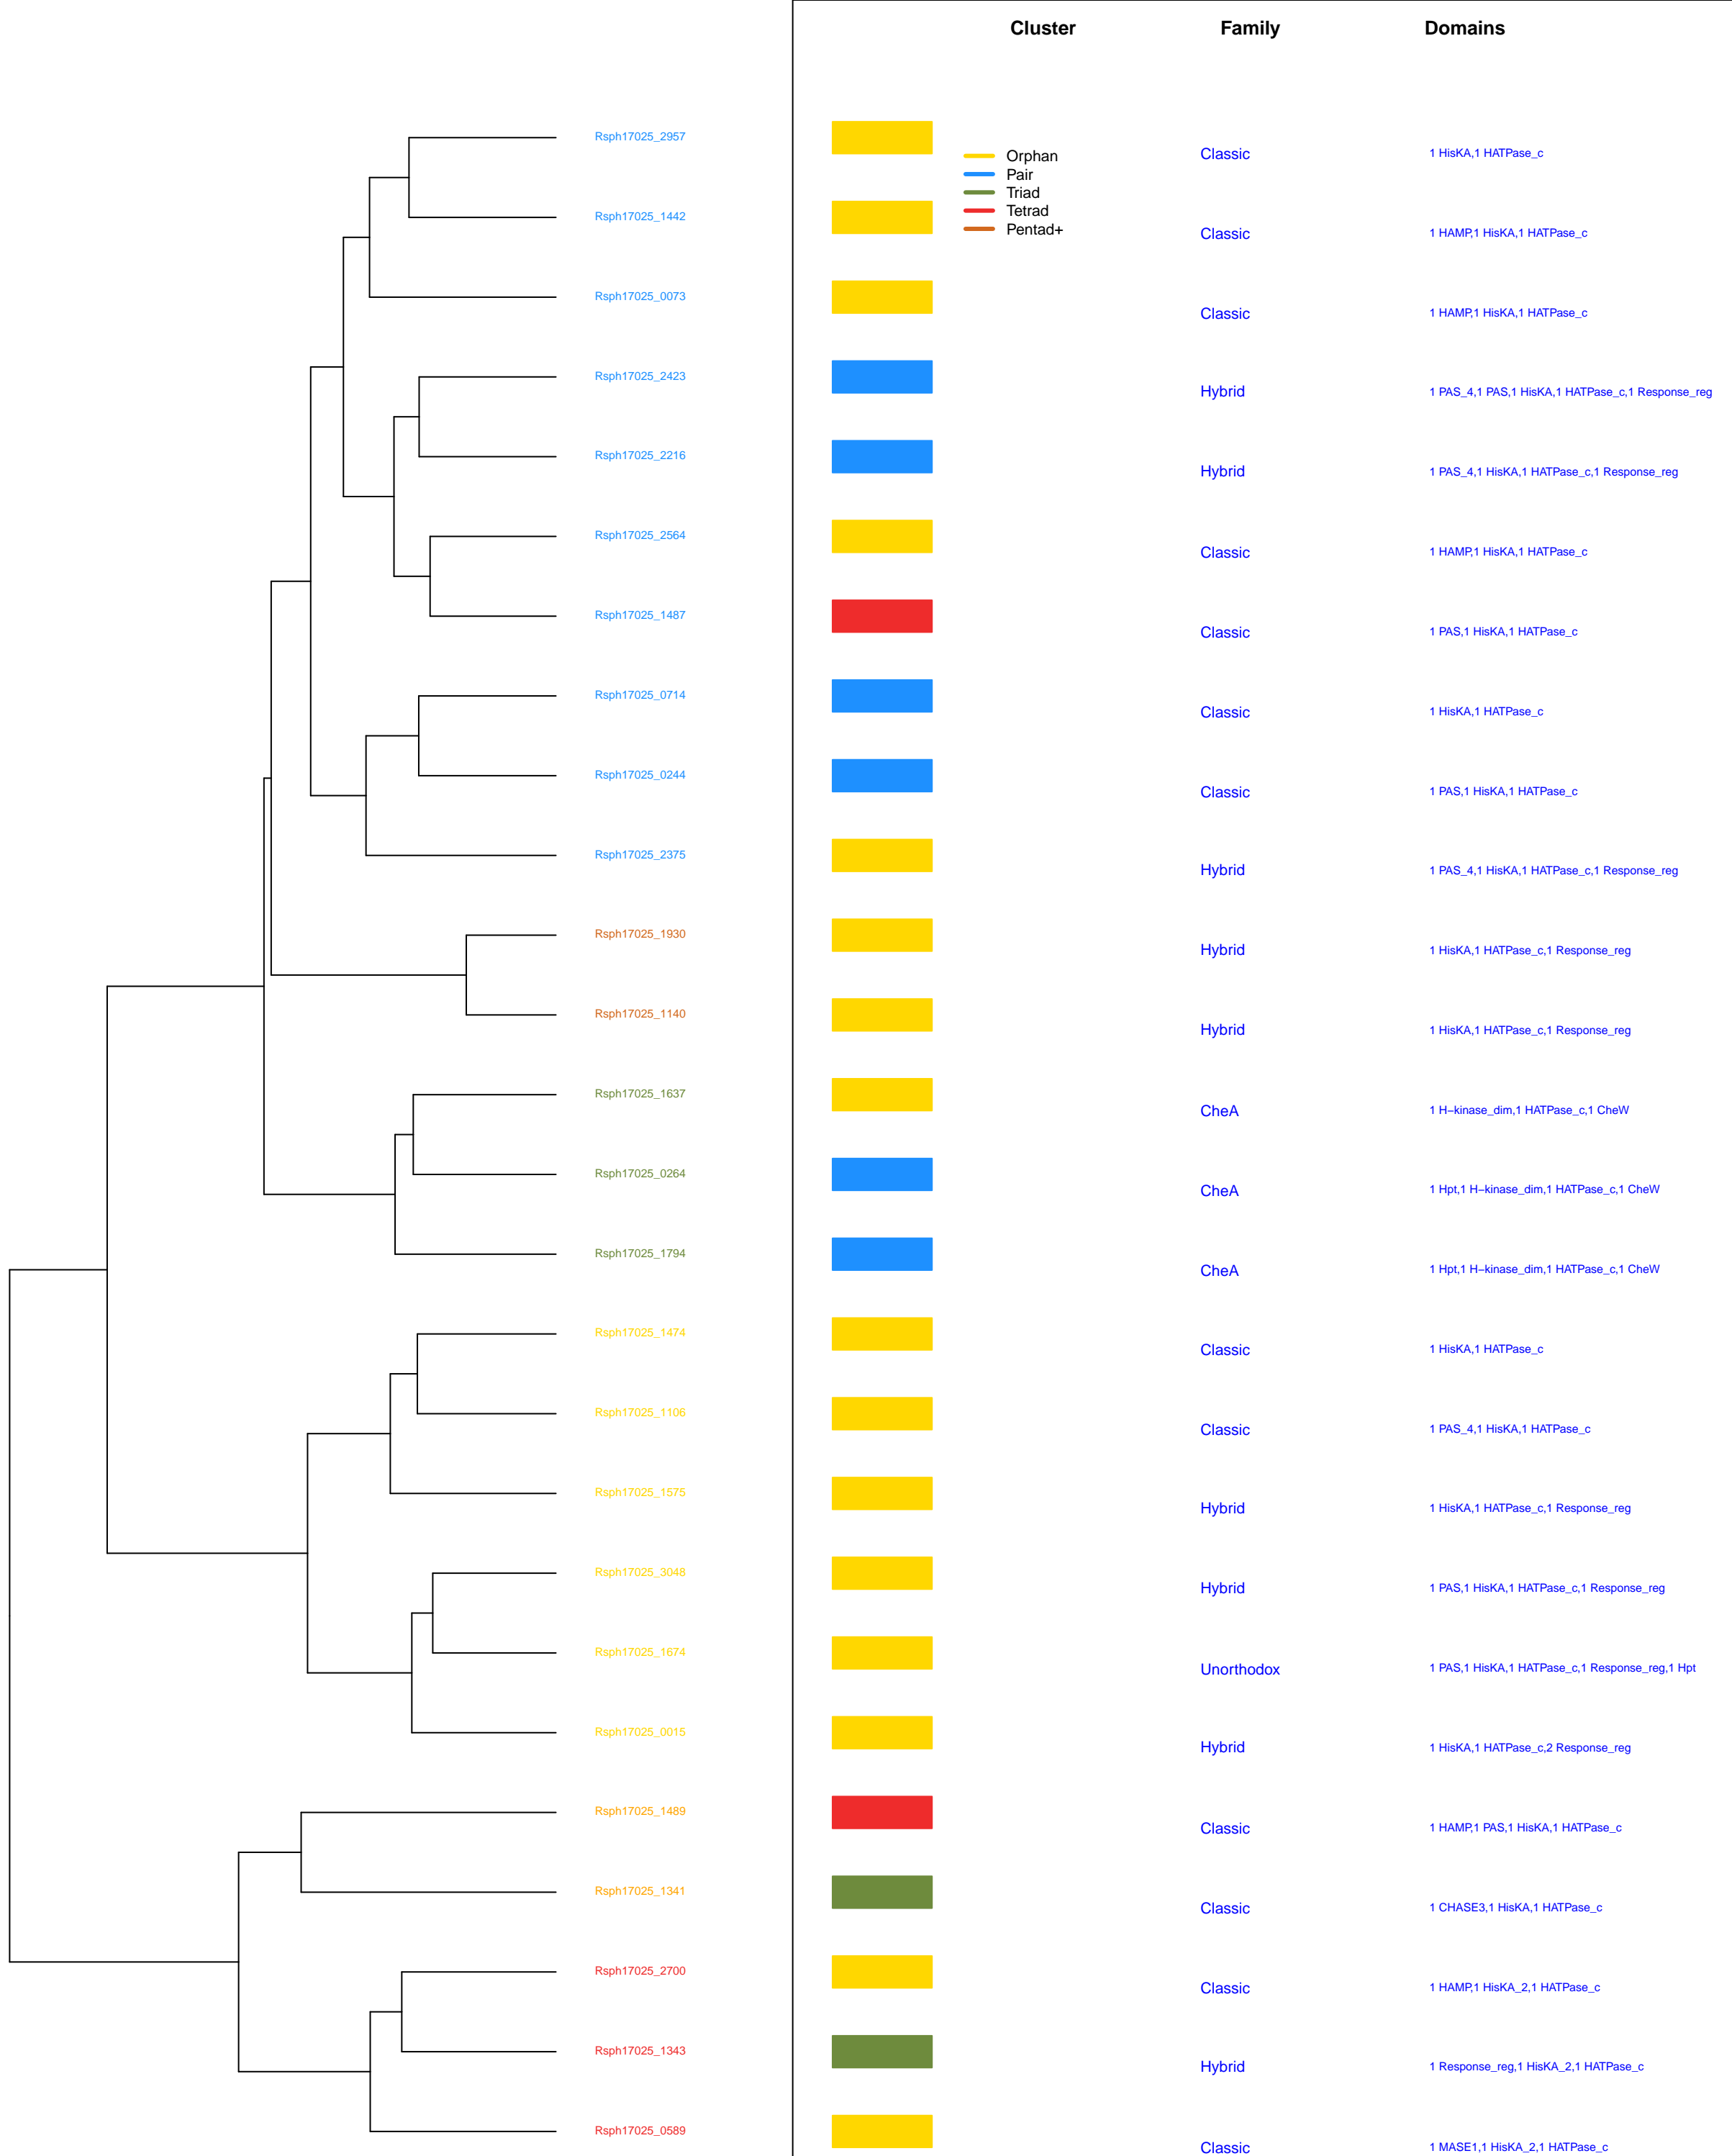 Cluster Family Domains
Rsph17025_2957 Classic 1 HisKA,1 HATPase_c
Orphan
Pair
Triad
Tetrad
Pentad+
Rsph17025_1442 Classic 1 HAMP,1 HisKA,1 HATPase_c
Rsph17025_0073 Classic 1 HAMP,1 HisKA,1 HATPase_c
Rsph17025_2423 Hybrid 1 PAS_4,1 PAS,1 HisKA,1 HATPase_c,1 Response_reg
Rsph17025_2216 Hybrid 1 PAS_4,1 HisKA,1 HATPase_c,1 Response_reg
Rsph17025_2564 Classic 1 HAMP,1 HisKA,1 HATPase_c
Rsph17025_1487 Classic 1 PAS,1 HisKA,1 HATPase_c
Rsph17025_0714 Classic 1 HisKA,1 HATPase_c
Rsph17025_0244 Classic 1 PAS,1 HisKA,1 HATPase_c
Rsph17025_2375 Hybrid 1 PAS_4,1 HisKA,1 HATPase_c,1 Response_reg
Rsph17025_1930 Hybrid 1 HisKA,1 HATPase_c,1 Response_reg
Rsph17025_1140 Hybrid 1 HisKA,1 HATPase_c,1 Response_reg
Rsph17025_1637 CheA 1 H−kinase_dim,1 HATPase_c,1 CheW
Rsph17025_0264 CheA 1 Hpt,1 H−kinase_dim,1 HATPase_c,1 CheW
Rsph17025_1794 CheA 1 Hpt,1 H−kinase_dim,1 HATPase_c,1 CheW
Rsph17025_1474 Classic 1 HisKA,1 HATPase_c
Rsph17025_1106 Classic 1 PAS_4,1 HisKA,1 HATPase_c
Rsph17025_1575 Hybrid 1 HisKA,1 HATPase_c,1 Response_reg
Rsph17025_3048 Hybrid 1 PAS,1 HisKA,1 HATPase_c,1 Response_reg
Rsph17025_1674 Unorthodox 1 PAS,1 HisKA,1 HATPase_c,1 Response_reg,1 Hpt
Rsph17025_0015 Hybrid 1 HisKA,1 HATPase_c,2 Response_reg
Rsph17025_1489 Classic 1 HAMP,1 PAS,1 HisKA,1 HATPase_c
Rsph17025_1341 Classic 1 CHASE3,1 HisKA,1 HATPase_c
Rsph17025_2700 Classic 1 HAMP,1 HisKA_2,1 HATPase_c
Rsph17025_1343 Hybrid 1 Response_reg,1 HisKA_2,1 HATPase_c
Rsph17025_0589 Classic 1 MASE1,1 HisKA_2,1 HATPase_c